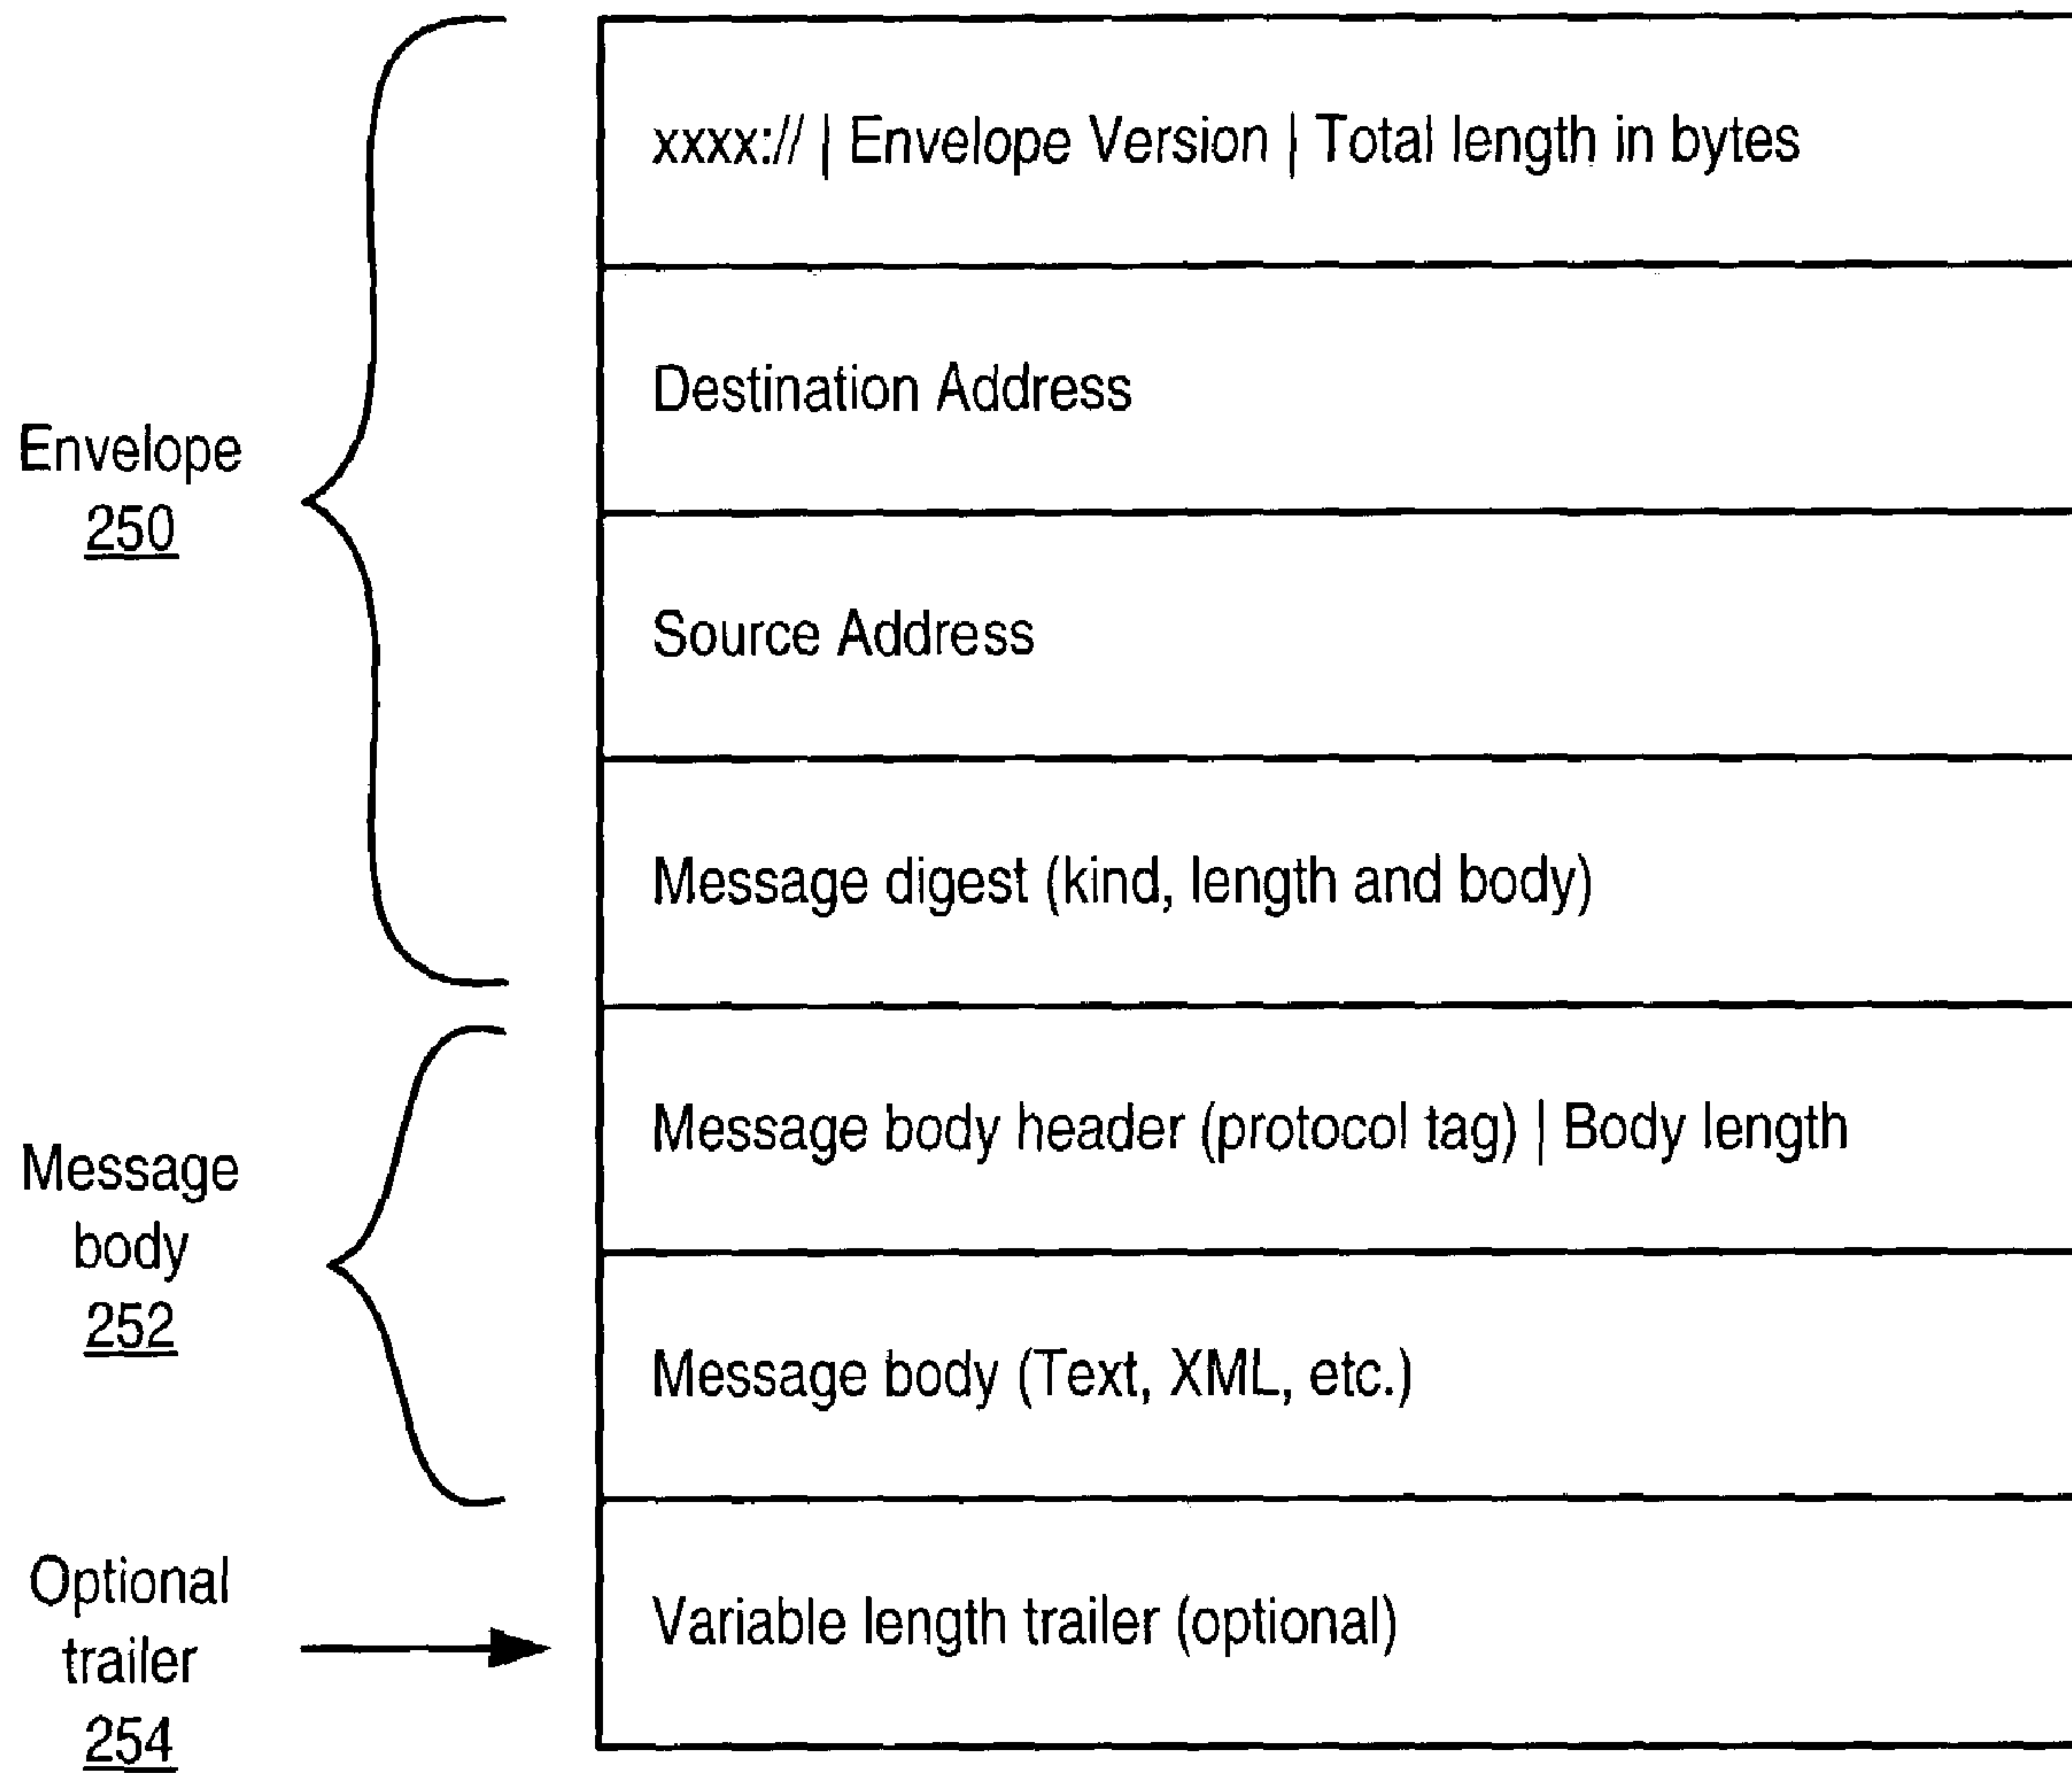 xxxx:// | Envelope Version | Total length in bytes
Destination Address
Envelope
250
Source Address
Message digest (kind, length and body)
Message body header (protocol tag) | Body length
Message
body
252
Message body (Text, XML, etc.)
Optional
trailer
254
Variable length trailer (optional)